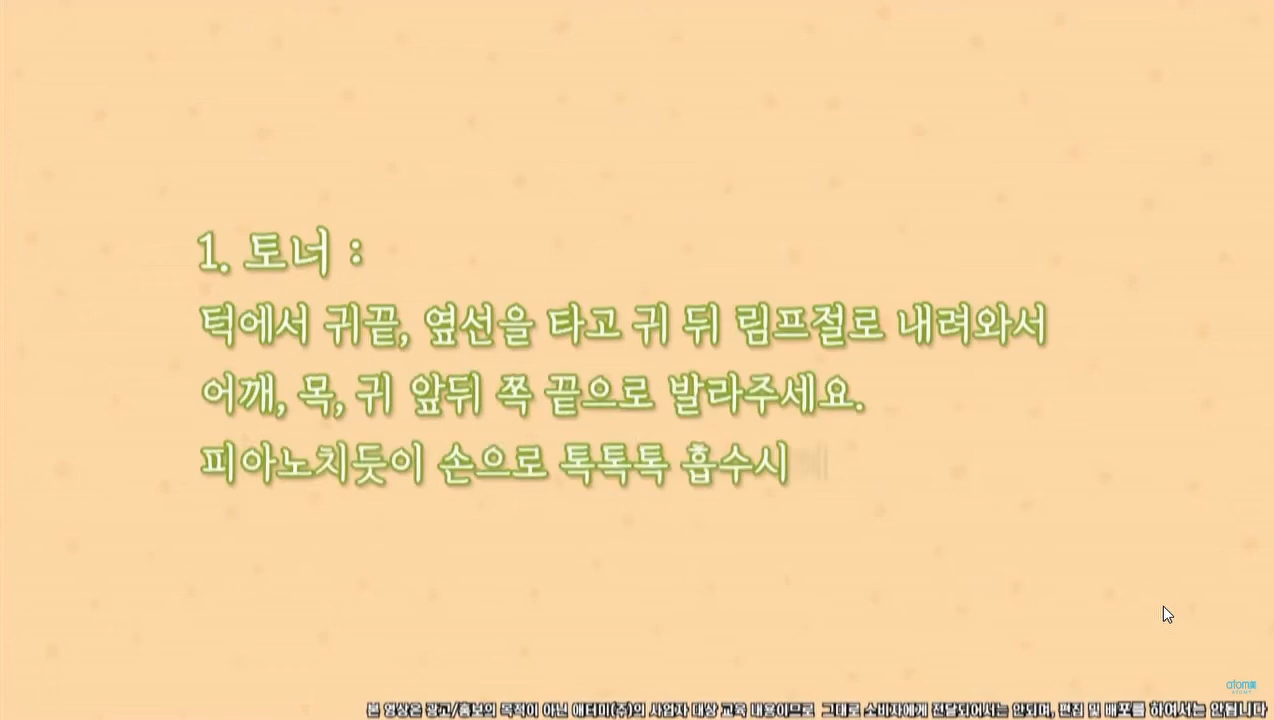 1. 토너 :
턱에서 귀끝, 옆선을 타고 귀 뒤 림프절로 내려와서
어깨, 목, 귀 앞뒤 쪽 끝으로 발라주세요.
피아노치듯이 손으로 톡톡톡 흡수시
atom美
ATOMY
본 영상은 광고/홍보의 목적이 아닌 애터미(주)의 사업자 대상 교육 내용이므로 그대로 소비자에게 전달되어서는 안되며, 편집 및 배포를 하여서는 안됩니다